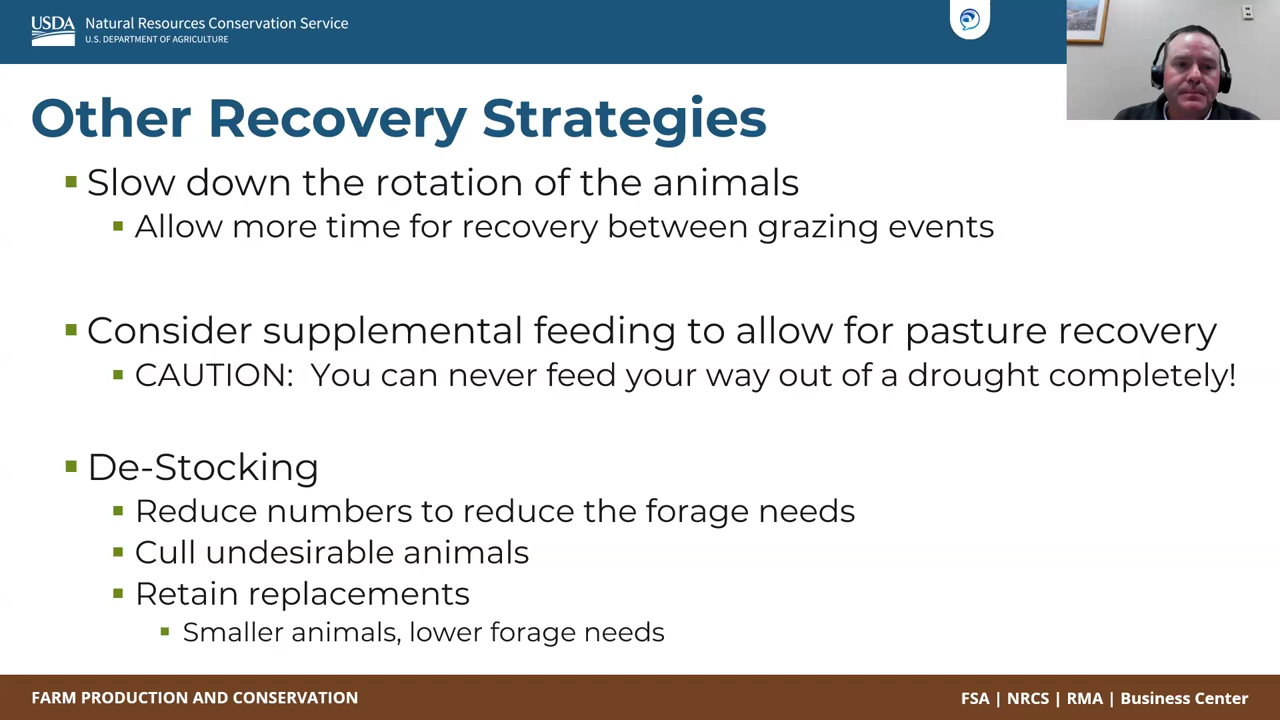 USDA Natural Resources Conservation Service
U.S. DEPARTMENT OF AGRICULTURE
Other Recovery Strategies
Slow down the rotation of the animals
Allow more time for recovery between grazing events
Consider supplemental feeding to allow for pasture recovery
CAUTION: You can never feed your way out of a drought completely!
De-Stocking
Reduce numbers to reduce the forage needs
Cull undesirable animals
Retain replacements
Smaller animals, lower forage needs
FARM PRODUCTION AND CONSERVATION
FSA | NRCS | RMA | Business Center